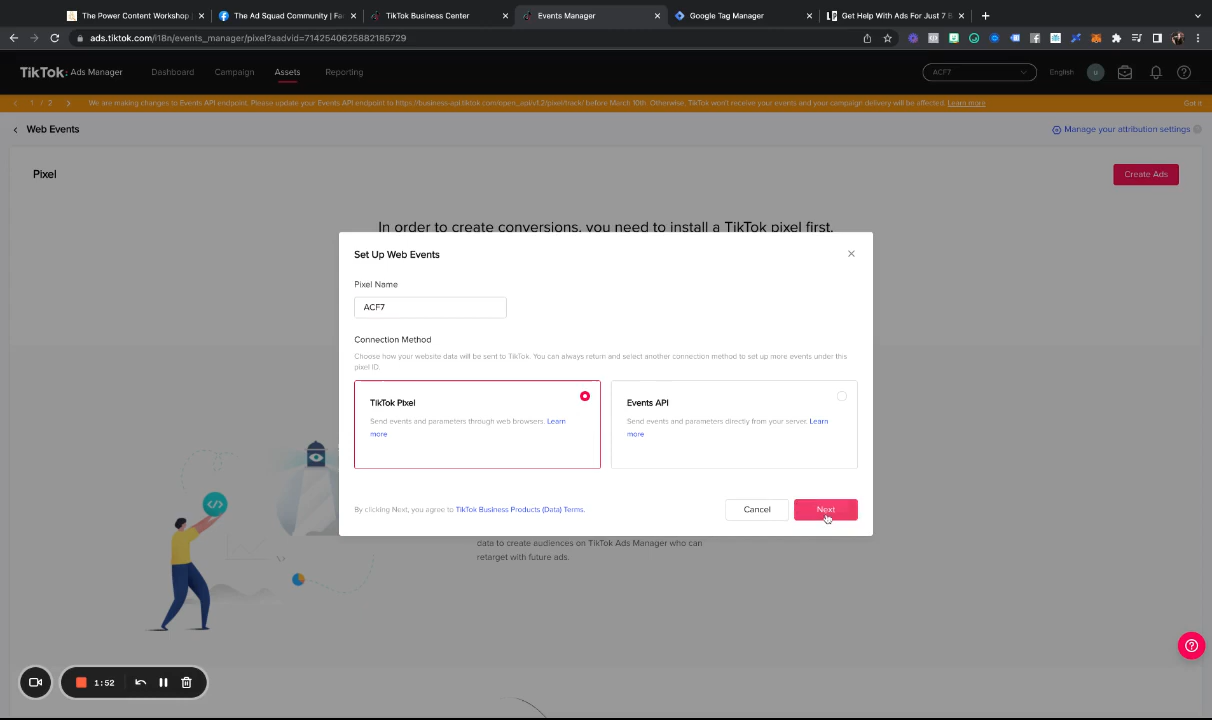 The Power Content Workshop
The Ad Squad Community | Fa
TikTok Business Center
Events Manager
Google Tag Manager
Get Help With Ads For Just 7 B
ads.tiktok.com/i18n/events_manager/pixel?aadvid=7142540625882185729
TikTok: Ads Manager
Dashboard
Campaign
Assets
Reporting
ACF7
English
1 / 2
We are making changes to Events API endpoint. Please update your Events API endpoint to https://business-api.tiktok.com/open_api/v1.2/pixel/track/ before March 10th. Otherwise, TikTok won't receive your events and your campaign delivery will be affected. Learn more
Got it
Web Events
Manage your attribution settings
Pixel
Create Ads
In order to create conversions, you need to install a TikTok pixel first.
Set Up Web Events
Pixel Name
ACF7
Connection Method
Choose how your website data will be sent to TikTok. You can always return and select another connection method to set up more events under this
pixel ID.
TikTok Pixel
Send events and parameters through web browsers. Learn
more
Events API
Send events and parameters directly from your server. Learn
more
By clicking Next, you agree to TikTok Business Products (Data) Terms.
Cancel
Next
data to create audiences on TikTok Ads Manager who can
retarget with future ads.
1:52